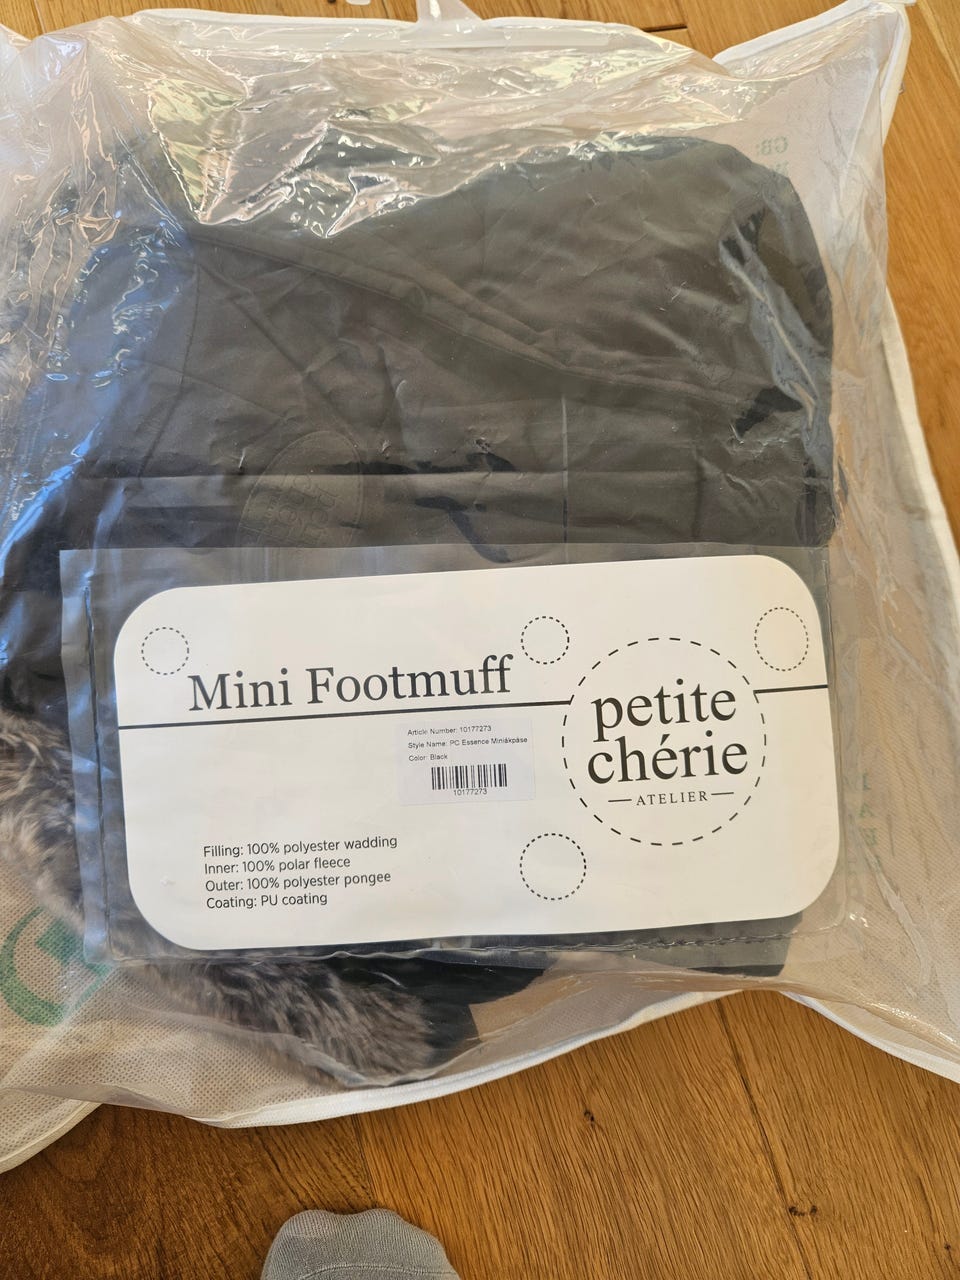 GB:
Mini Footmuff
petite
chérie
ATELIER
Article Number: 10177273
Style Name: PC Essence Miniåkpåse
Color: Black
10177273
Filling: 100% polyester wadding
Inner: 100% polar fleece
Outer: 100% polyester pongee
Coating: PU coating